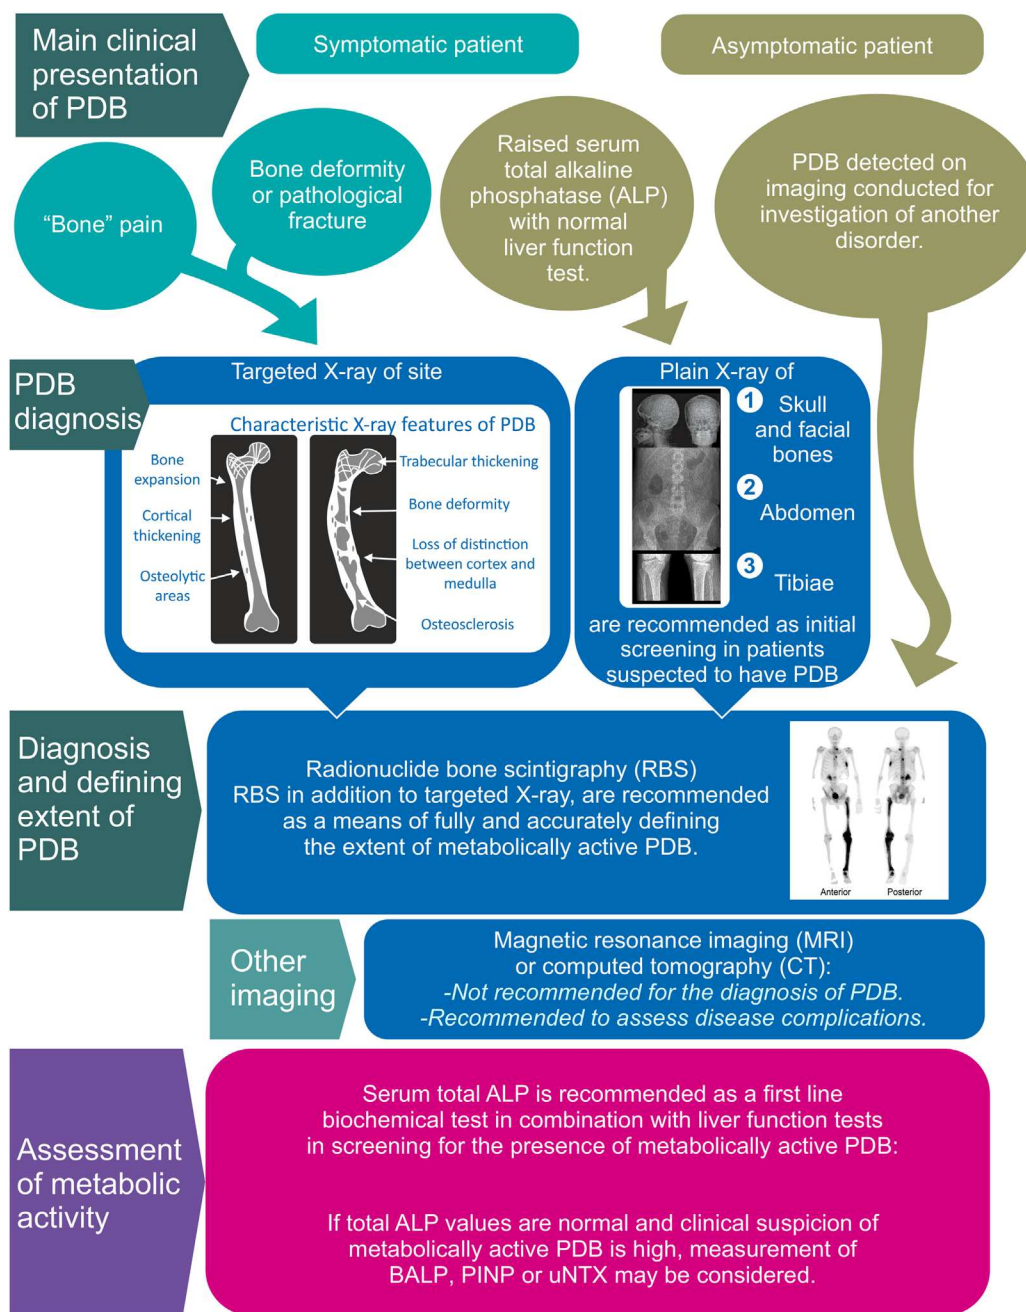 Main clinical
presentation
of PDB
Symptomatic patient
Asymptomatic patient
“Bone” pain
Bone deformity
or pathological
fracture
Raised serum
total alkaline
phosphatase (ALP)
with normal
liver function
test.
PDB detected on
imaging conducted for
investigation of another
disorder.
PDB
diagnosis
Targeted X-ray of site
Characteristic X-ray features of PDB
Bone
expansion
Cortical
thickening
Osteolytic
areas
Trabecular thickening
Bone deformity
Loss of distinction
between cortex and
medulla
Osteosclerosis
Plain X-ray of
1 Skull
and facial
bones
2
Abdomen
3
Tibiae
are recommended as initial
screening in patients
suspected to have PDB
Diagnosis
and defining
extent of
PDB
Radionuclide bone scintigraphy (RBS)
RBS in addition to targeted X-ray, are recommended
as a means of fully and accurately defining
the extent of metabolically active PDB.
Anterior Posterior
Other
imaging
Magnetic resonance imaging (MRI)
or computed tomography (CT):
-Not recommended for the diagnosis of PDB.
-Recommended to assess disease complications.
Assessment
of metabolic
activity
Serum total ALP is recommended as a first line
biochemical test in combination with liver function tests
in screening for the presence of metabolically active PDB:
If total ALP values are normal and clinical suspicion of
metabolically active PDB is high, measurement of
BALP, PINP or uNTX may be considered.